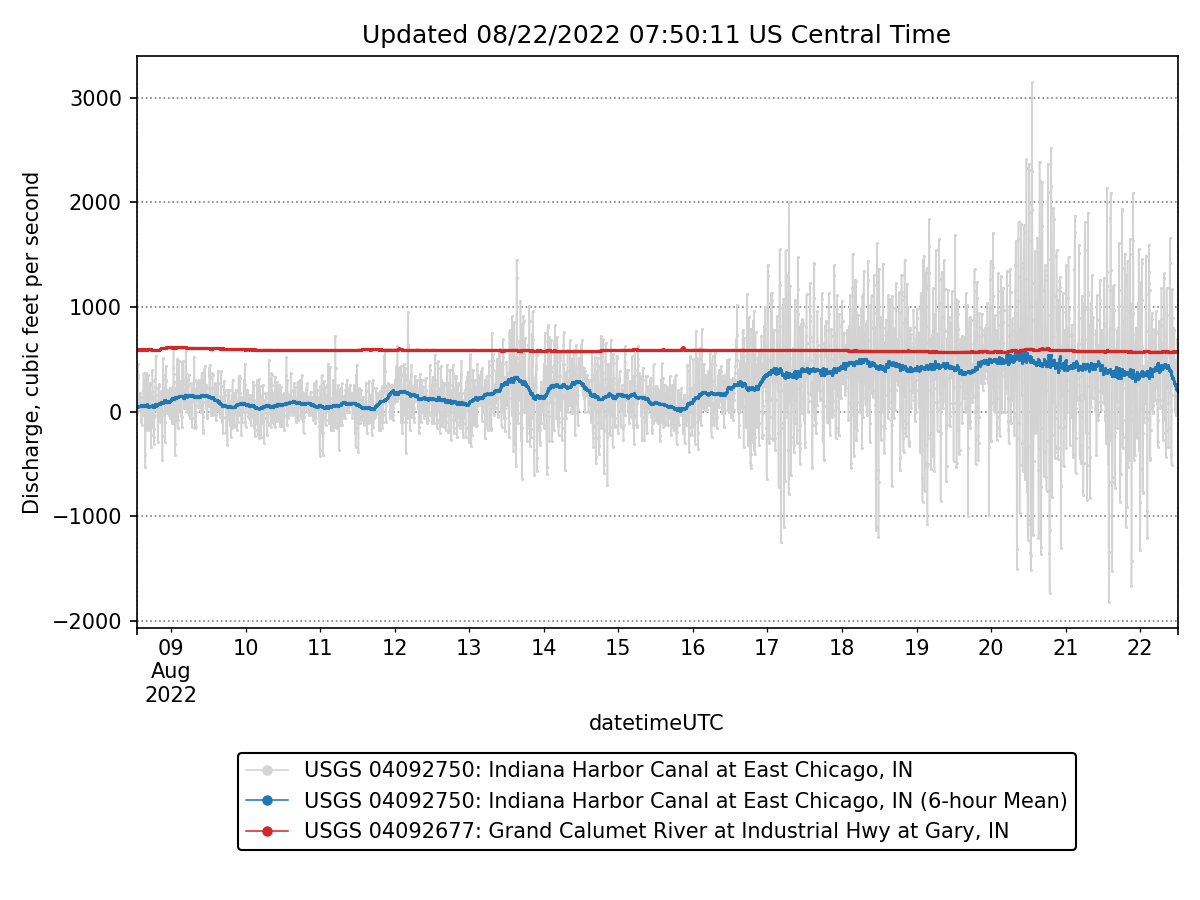 Updated 08/22/2022 07:50:11 US Central Time
Discharge, cubic feet per second
3000
2000
1000
0
−1000
−2000
09 10 11 12 13 14 15 16 17 18 19 20 21 22
Aug
2022
datetimeUTC
USGS 04092750: Indiana Harbor Canal at East Chicago, IN
USGS 04092750: Indiana Harbor Canal at East Chicago, IN (6-hour Mean)
USGS 04092677: Grand Calumet River at Industrial Hwy at Gary, IN